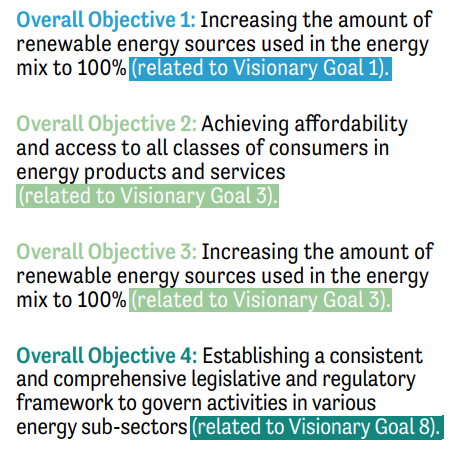 Overall Objective 1: Increasing the amount of
renewable energy sources used in the energy
mix to 100% (related to Visionary Goal 1).
Overall Objective 2: Achieving affordability
and access to all classes of consumers in
energy products and services
(related to Visionary Goal 3).
Overall Objective 3: Increasing the amount of
renewable energy sources used in the energy
mix to 100% (related to Visionary Goal 3).
Overall Objective 4: Establishing a consistent
and comprehensive legislative and regulatory
framework to govern activities in various
energy sub-sectors (related to Visionary Goal 8).